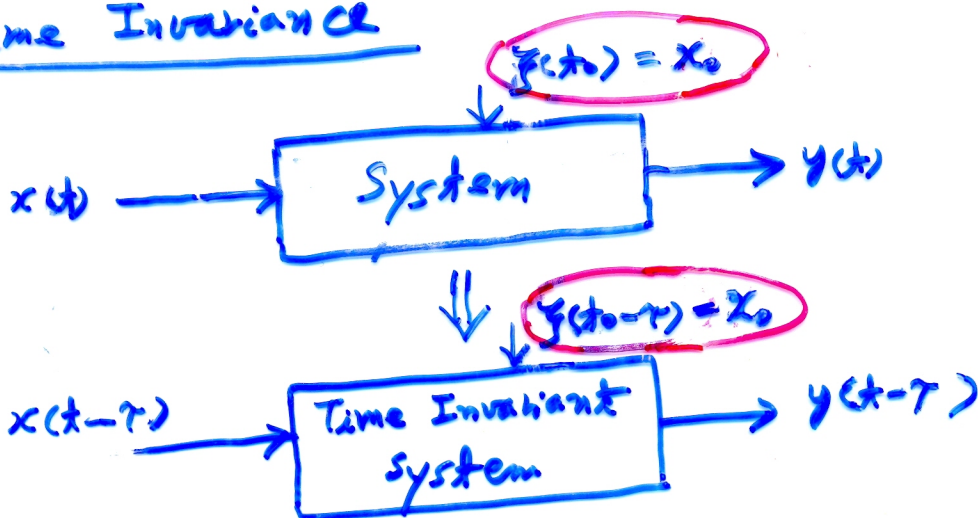 me Invariance
ξ(t₀) = x₀
x(t)
System
y(t)
ξ(t₀-τ) = x₀
x(t-τ)
Time Invariant
system
y(t-τ)